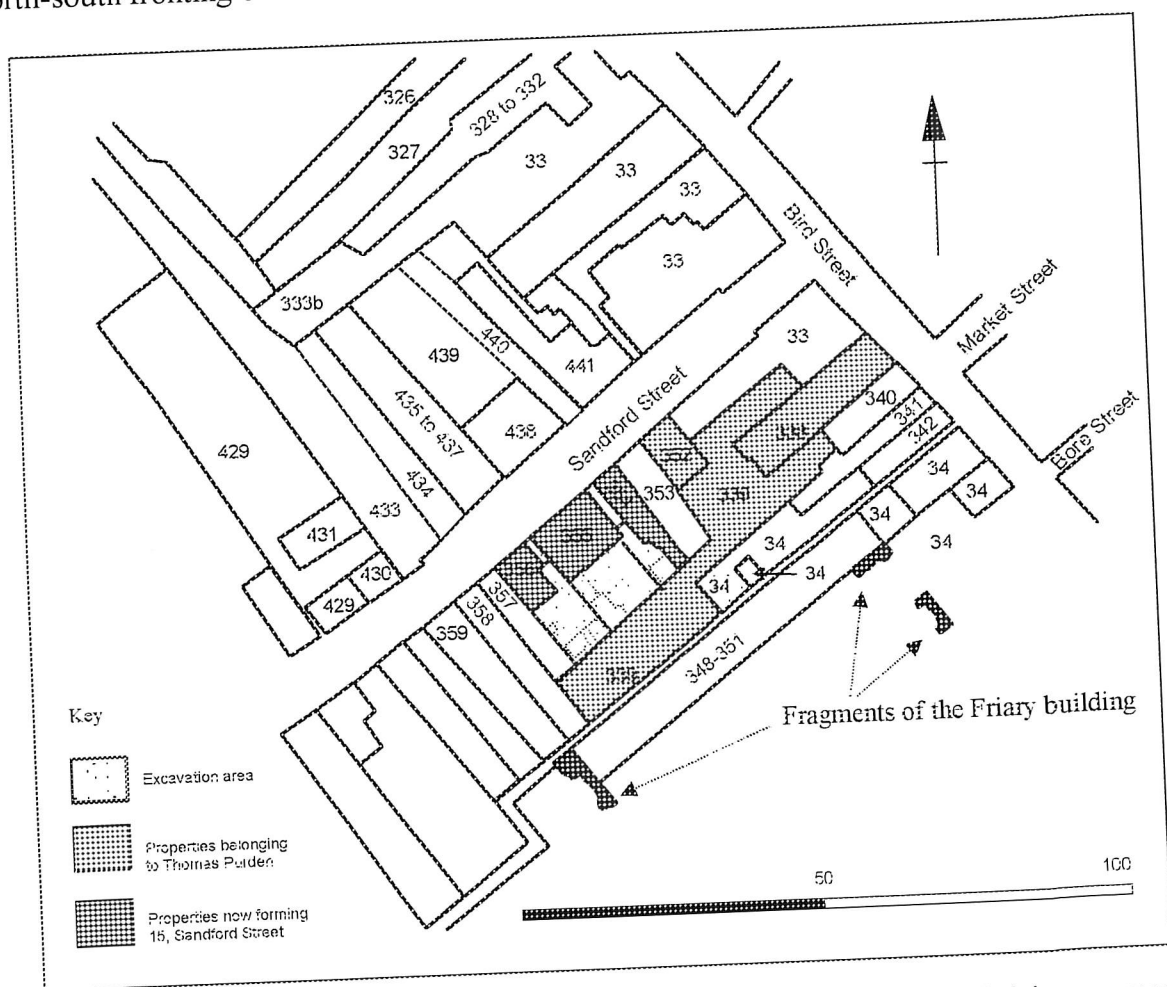 north-south fronting
326
327
328 to 332
33
33
33
33
333b
Bird Street
Market Street
Bore Street
439
440
441
435 to 437
438
434
433
429
431
430
429
Sandford Street
33
340
341
342
353
34
34
34
34
34
34
34
357
358
359
348-351
Fragments of the Friary building
Key
Excavation area
Properties belonging
to Thomas Purden
Properties now forming
15, Sandford Street
50
100